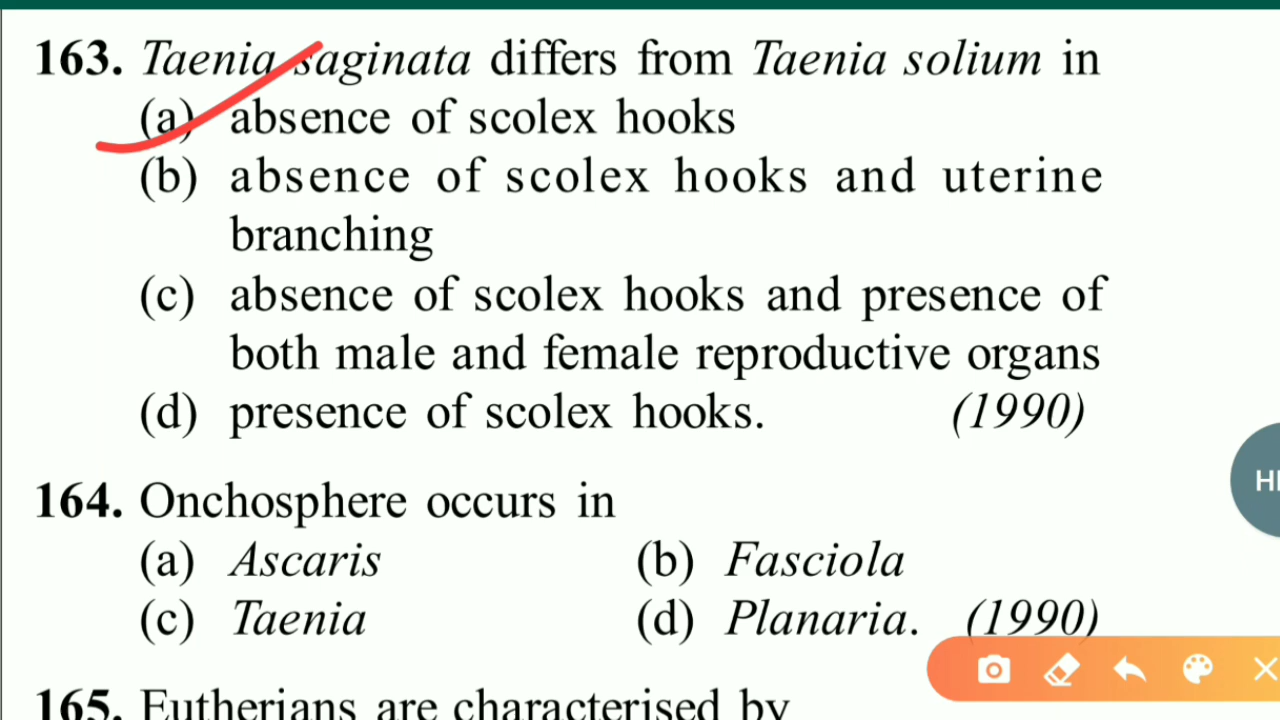 163. Taenia saginata differs from Taenia solium in
(a) absence of scolex hooks
(b) absence of scolex hooks and uterine
branching
(c) absence of scolex hooks and presence of
both male and female reproductive organs
(d) presence of scolex hooks. (1990)
164. Onchosphere occurs in
(a) Ascaris (b) Fasciola
(c) Taenia (d) Planaria. (1990)
165. Eutherians are characterised by